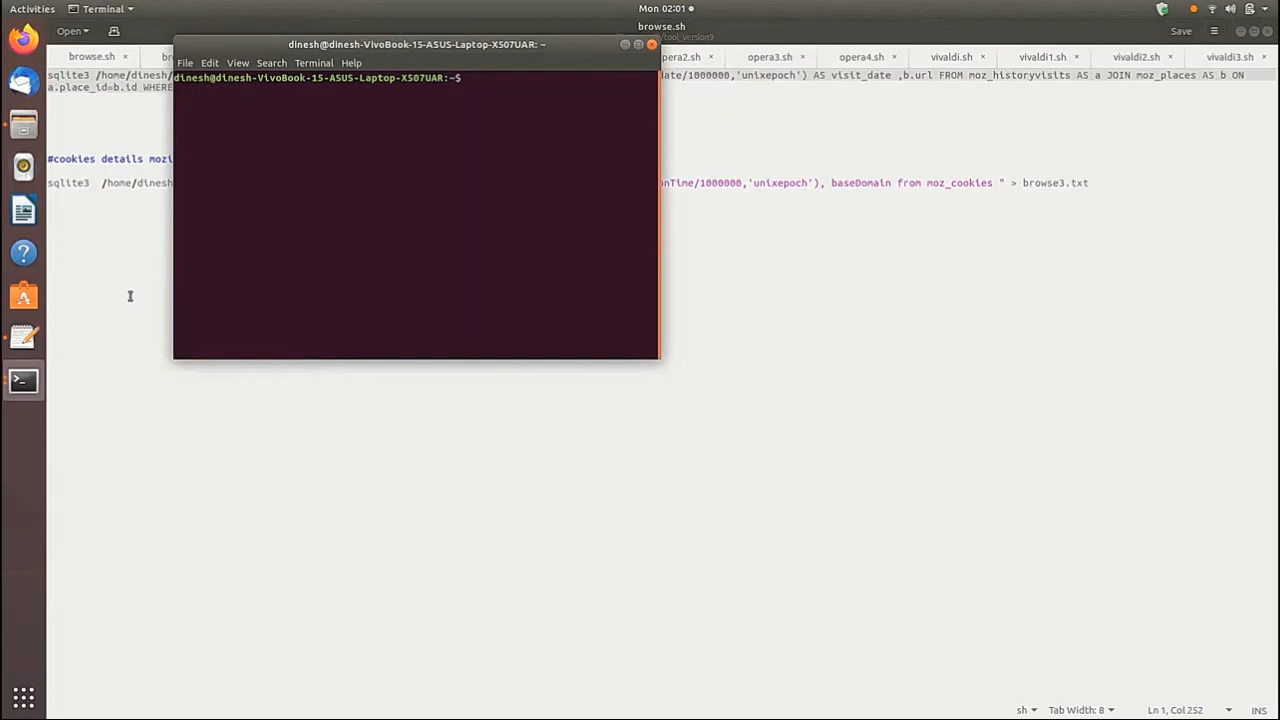 Activities
Terminal
Mon 02:01
Open
browse.sh
/tool_version9
Save
browse.sh ×
b
dinesh@dinesh-VivoBook-15-ASUS-Laptop-X507UAR: ~
opera2.sh ×
opera3.sh ×
opera4.sh ×
vivaldi.sh ×
vivaldi1.sh ×
vivaldi2.sh ×
vivaldi3.sh ×
File Edit View Search Terminal Help
sqlite3 /home/dinesh/
date/1000000,'unixepoch') AS visit_date ,b.url FROM moz_historyvisits AS a JOIN moz_places AS b ON
a.place_id=b.id WHERE
dinesh@dinesh-VivoBook-15-ASUS-Laptop-X507UAR:~$
#cookies details mozi
sqlite3 /home/dinesh
onTime/1000000,'unixepoch'), baseDomain from moz_cookies " > browse3.txt
sh
Tab Width: 8
Ln 1, Col 252
INS